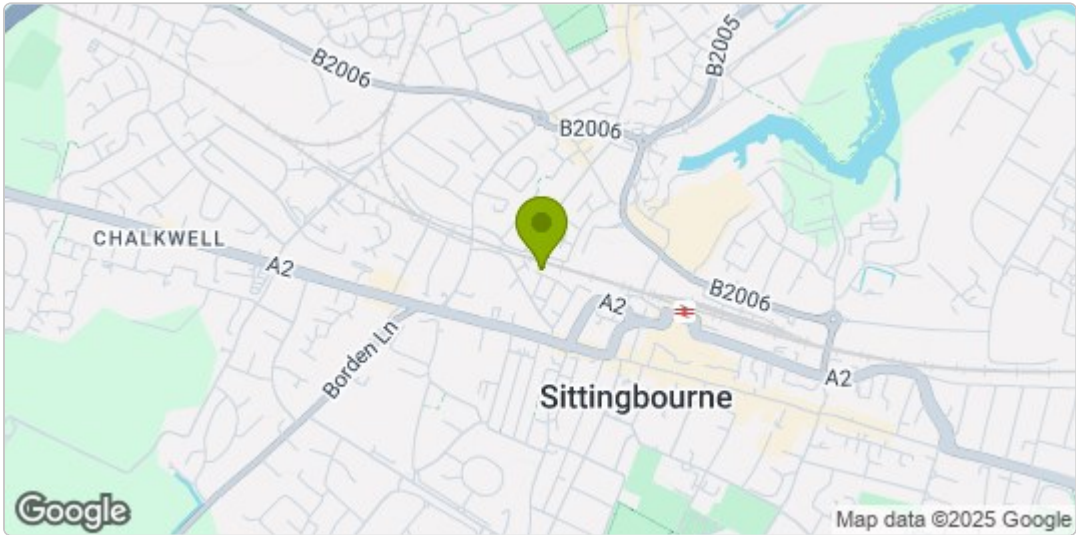 B2006
B2005
B2006
CHALKWELL
A2
B2006
A2
Borden Ln
A2
Sittingbourne
Google
Map data ©2025 Google